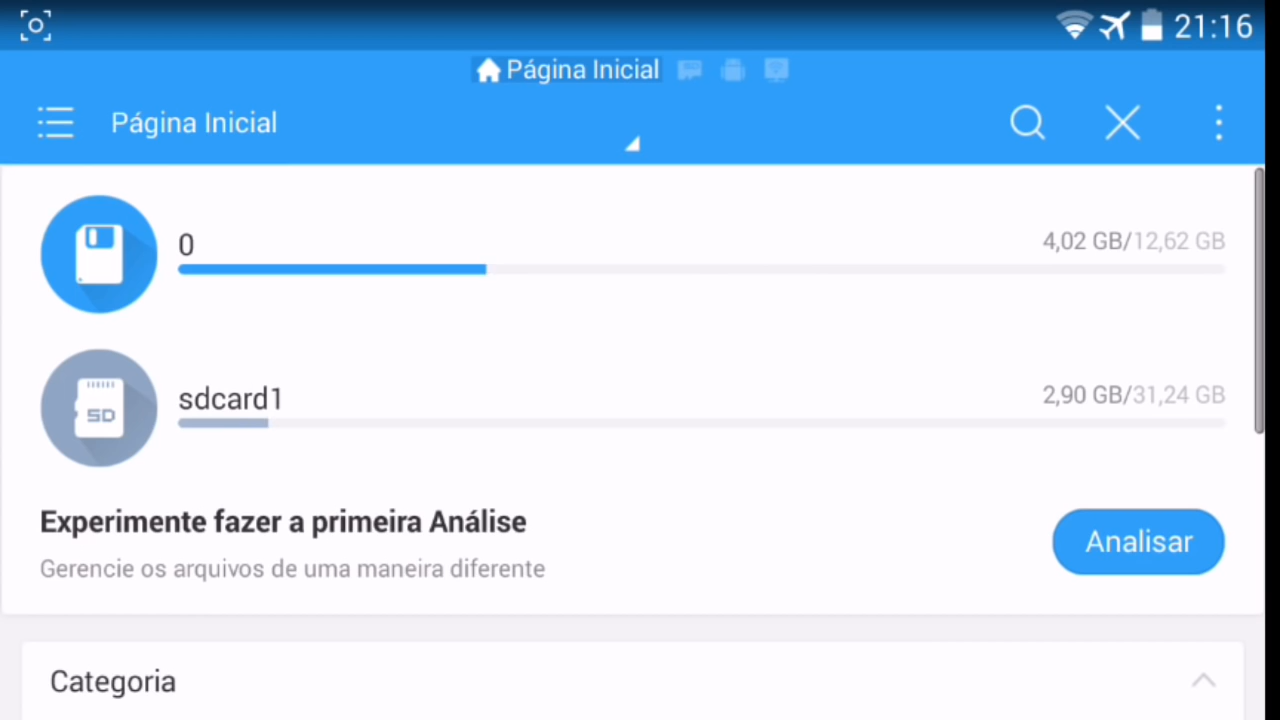 21:16
Página Inicial
Página Inicial
0
4,02 GB/12,62 GB
SD
sdcard1
2,90 GB/31,24 GB
Experimente fazer a primeira Análise
Gerencie os arquivos de uma maneira diferente
Analisar
Categoria